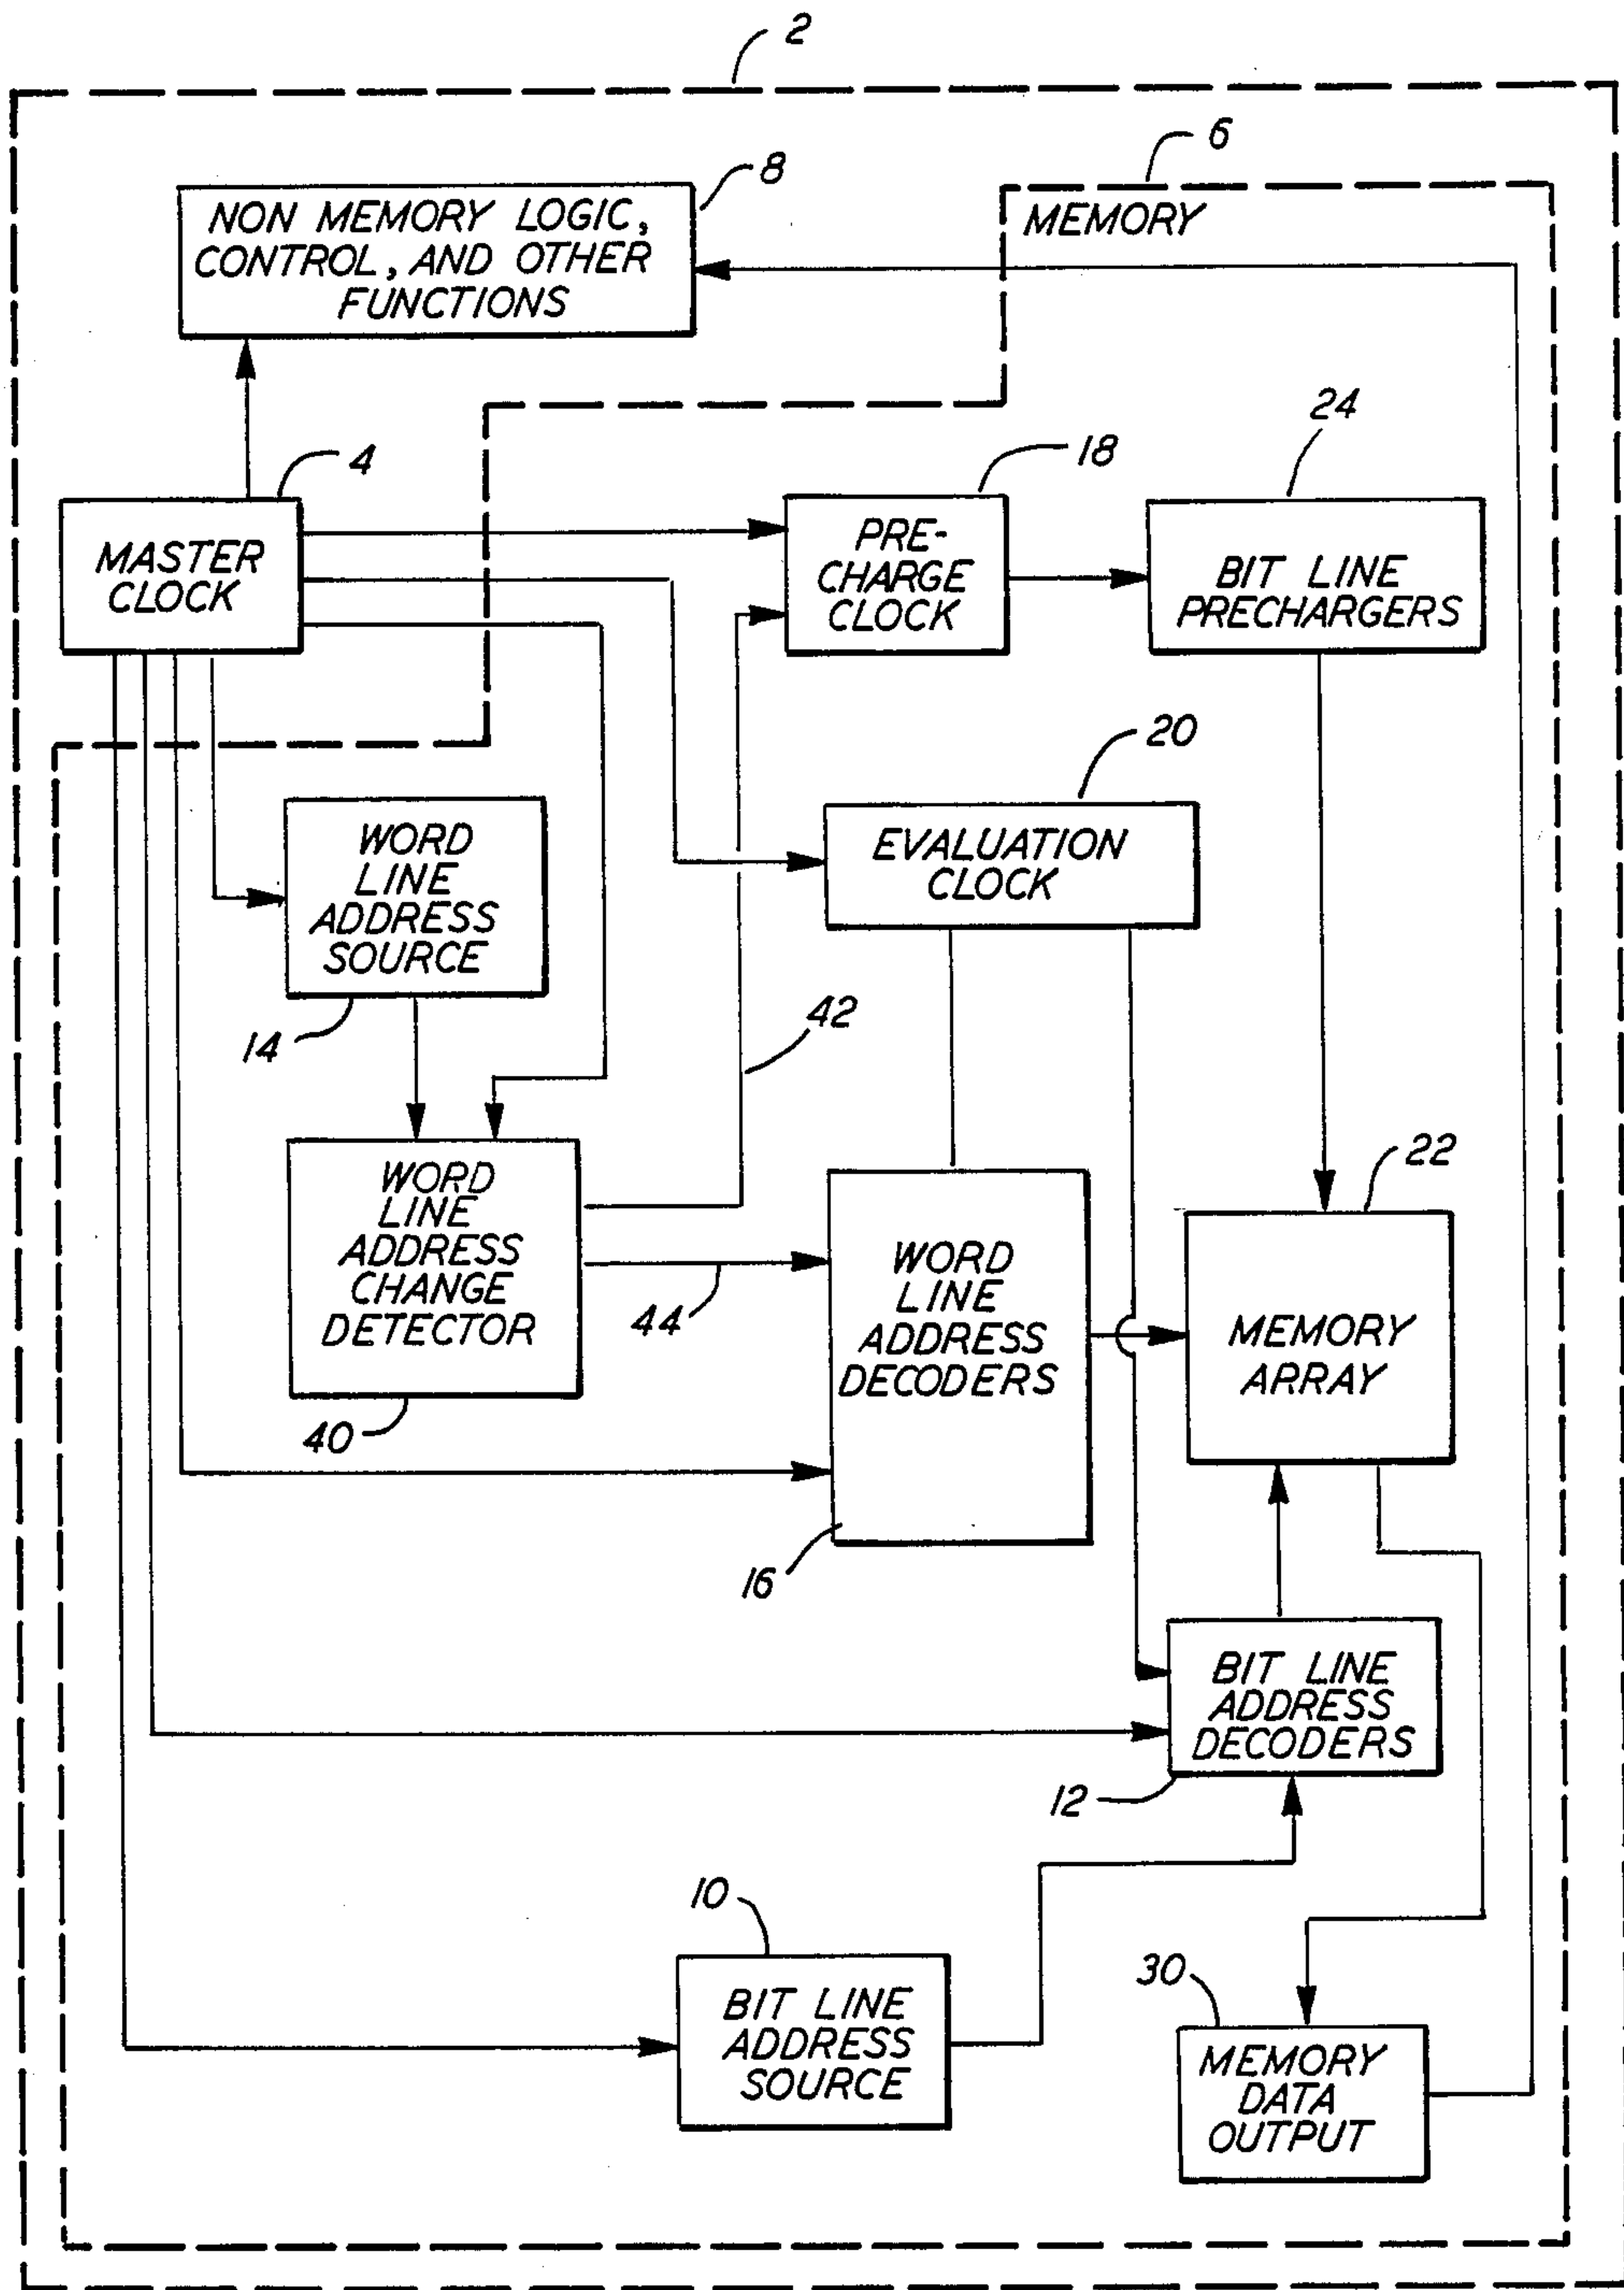 2
6
8
NON MEMORY LOGIC,
CONTROL, AND OTHER
FUNCTIONS
MEMORY
24
4
18
MASTER
CLOCK
PRE-
CHARGE
CLOCK
BIT LINE
PRECHARGERS
20
WORD
LINE
ADDRESS
SOURCE
14
EVALUATION
CLOCK
42
22
WORD
LINE
ADDRESS
CHANGE
DETECTOR
40
44
WORD
LINE
ADDRESS
DECODERS
16
MEMORY
ARRAY
BIT LINE
ADDRESS
DECODERS
12
10
BIT LINE
ADDRESS
SOURCE
30
MEMORY
DATA
OUTPUT